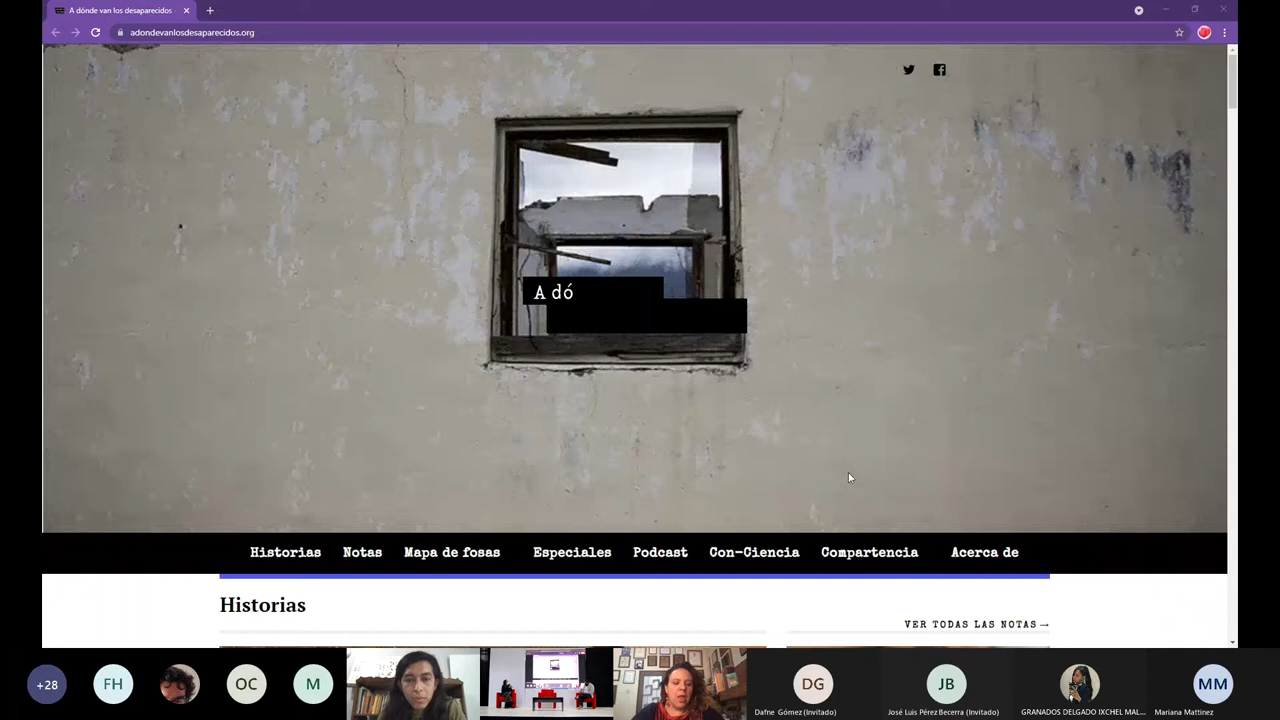 A dónde van los desaparecidos
adondevanlosdesaparecidos.org
A dó
Historias Notas Mapa de fosas Especiales Podcast Con-Ciencia Compartencia Acerca de
Historias
VER TODAS LAS NOTAS →
+28 FH OC M DG JB MM
Dafne Gómez (Invitado) José Luis Pérez Becerra (Invitado) GRANADOS DELGADO IXCHEL MAL... Mariana Mattinez